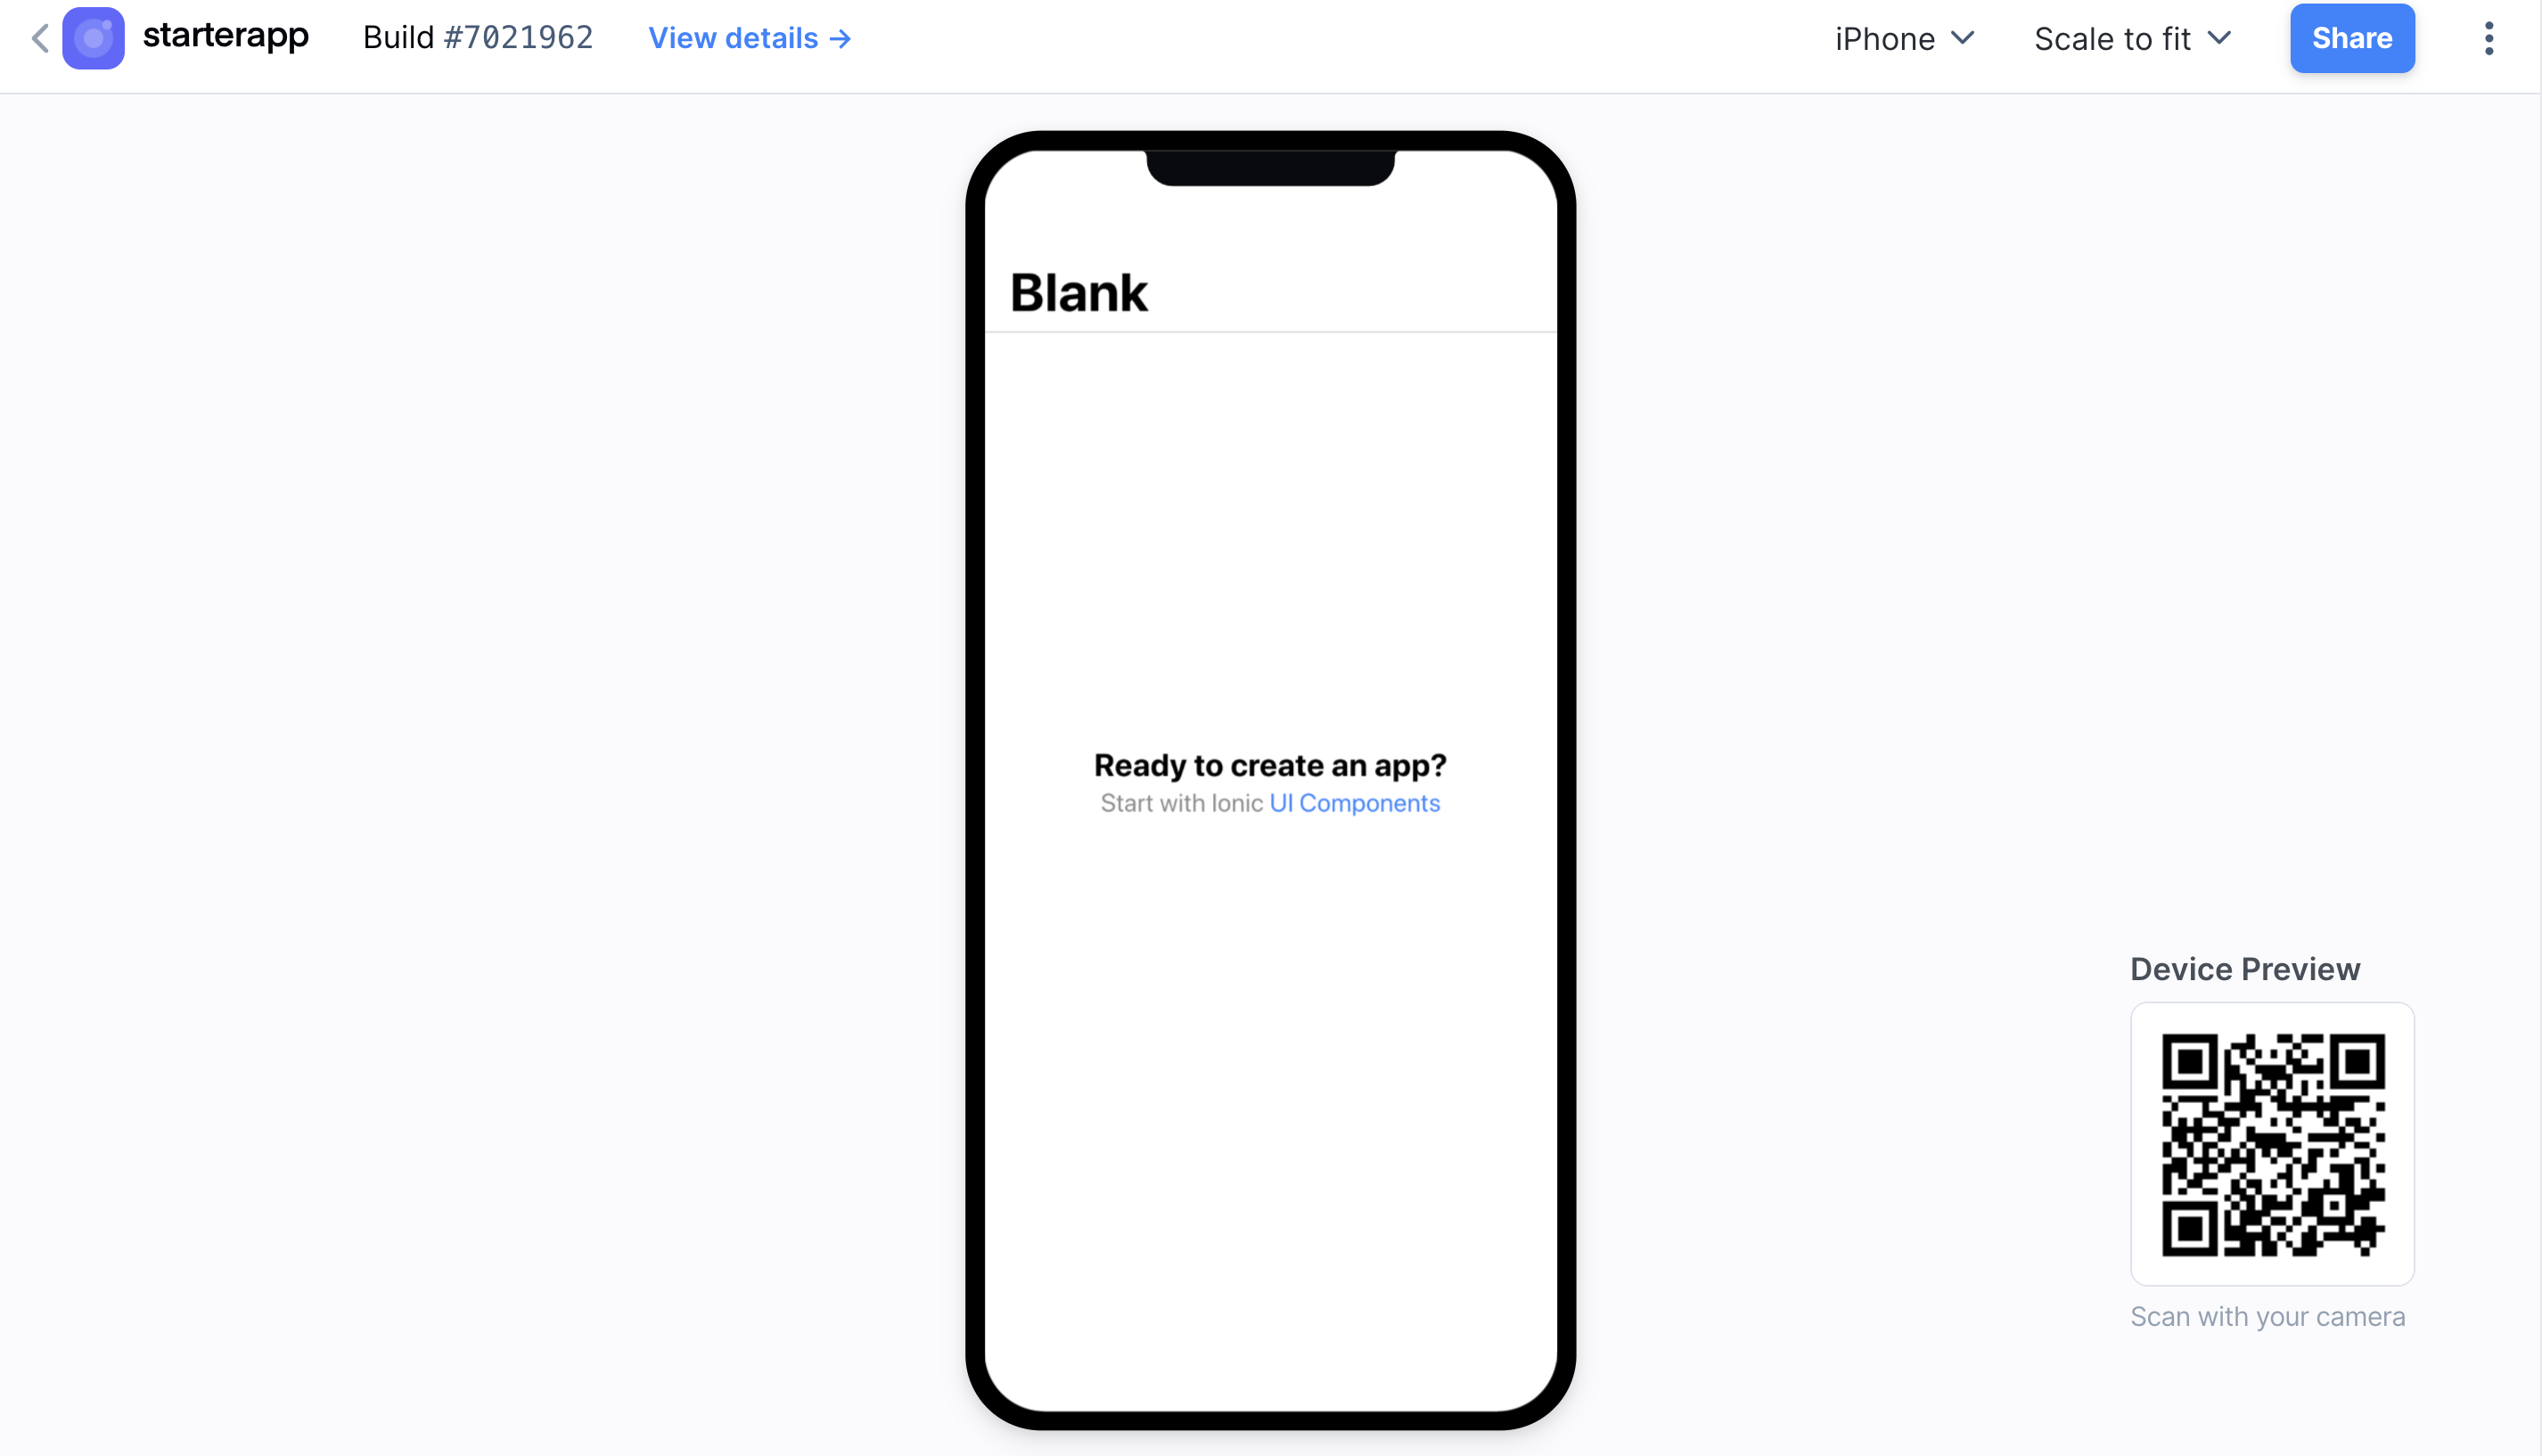 starterapp
Build #7021962
View details →
iPhone
Scale to fit
Share
Blank
Ready to create an app?
Start with Ionic UI Components
Device Preview
Scan with your camera